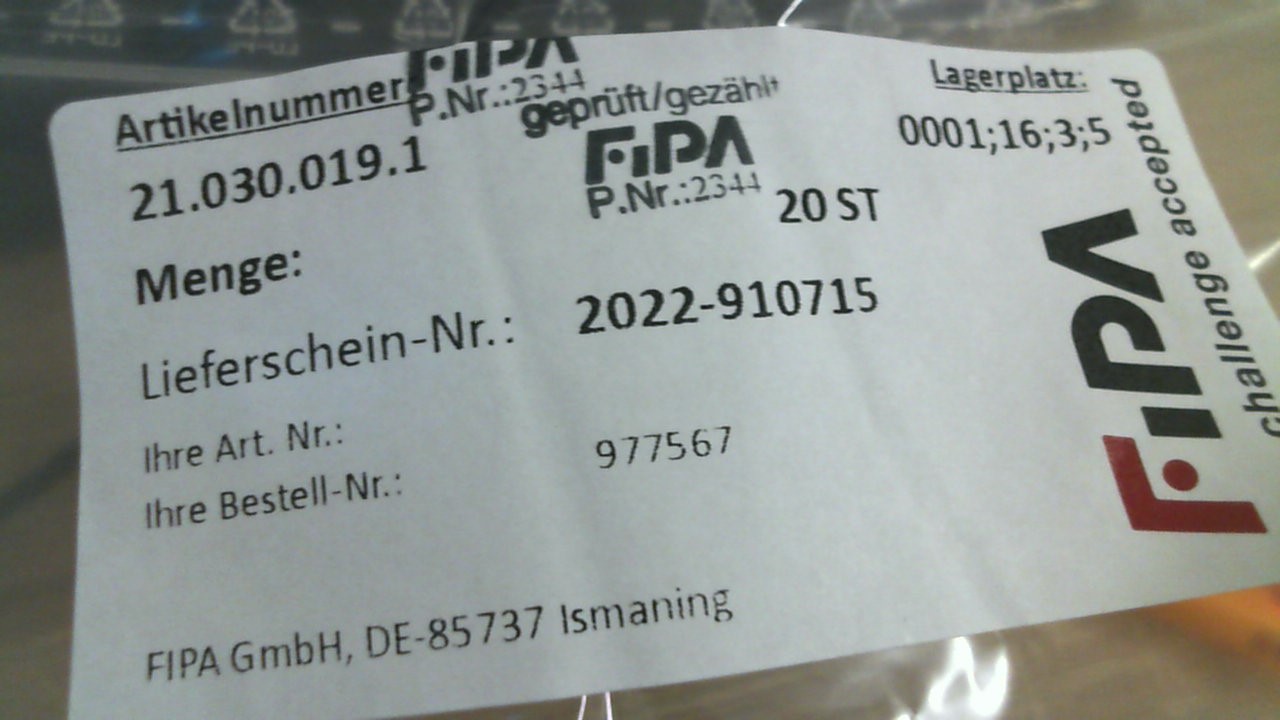 Artikelnummer
FIPA
P.Nr.:2344
geprüft/gezählt
FIPA
P.Nr.:2344
Lagerplatz:
21.030.019.1
0001;16;3;5
Menge:
20 ST
Lieferschein-Nr.:
2022-910715
Ihre Art. Nr.:
977567
Ihre Bestell-Nr.:
FIPA GmbH, DE-85737 Ismaning
FIPA
challenge accepted